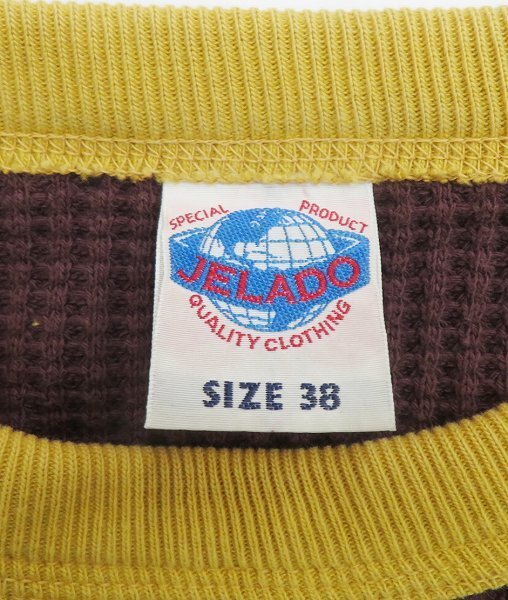 SPECIAL PRODUCT
JELADO
QUALITY CLOTHING
SIZE 38